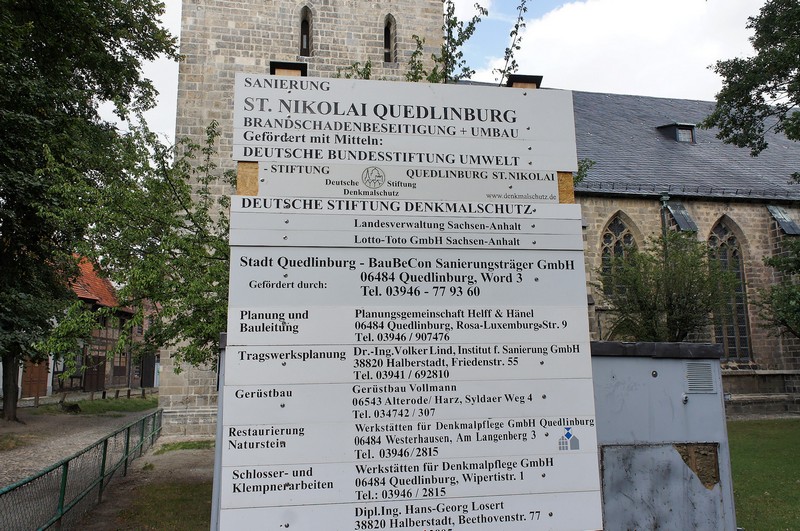 SANIERUNG
ST. NIKOLAI QUEDLINBURG
BRANDSCHADENBESEITIGUNG + UMBAU
Gefördert mit Mitteln:
DEUTSCHE BUNDESSTIFTUNG UMWELT
- STIFTUNG QUEDLINBURG ST. NIKOLAI
Deutsche Stiftung
Denkmalschutz
www.denkmalschutz.de
DEUTSCHE STIFTUNG DENKMALSCHUTZ
Landesverwaltung Sachsen-Anhalt
Lotto-Toto GmbH Sachsen-Anhalt
Stadt Quedlinburg - BauBeCon Sanierungsträger GmbH
Gefördert durch: 06484 Quedlinburg, Word 3
Tel. 03946 - 77 93 60
Planung und Bauleitung
Planungsgemeinschaft Helff & Hänel
06484 Quedlinburg, Rosa-Luxemburg-Str. 9
Tel. 03946/907476
Tragswerksplanung
Dr.-Ing.Volker Lind, Institut f. Sanierung GmbH
38820 Halberstadt, Friedenstr. 55
Tel. 03941 / 692810
Gerüstbau
Gerüstbau Vollmann
06543 Alterode/ Harz, Syldaer Weg 4
Tel. 034742 / 307
Restaurierung
Naturstein
Werkstätten für Denkmalpflege GmbH Quedlinburg
06484 Westerhausen, Am Langenberg 3
Tel. 03946/2815
Schlosser- und
Klempnerarbeiten
Werkstätten für Denkmalpflege GmbH
06484 Quedlinburg, Wipertistr. 1
Tel.: 03946 / 2815
Dipl.Ing. Hans-Georg Losert
38820 Halberstadt, Beethovenstr. 77